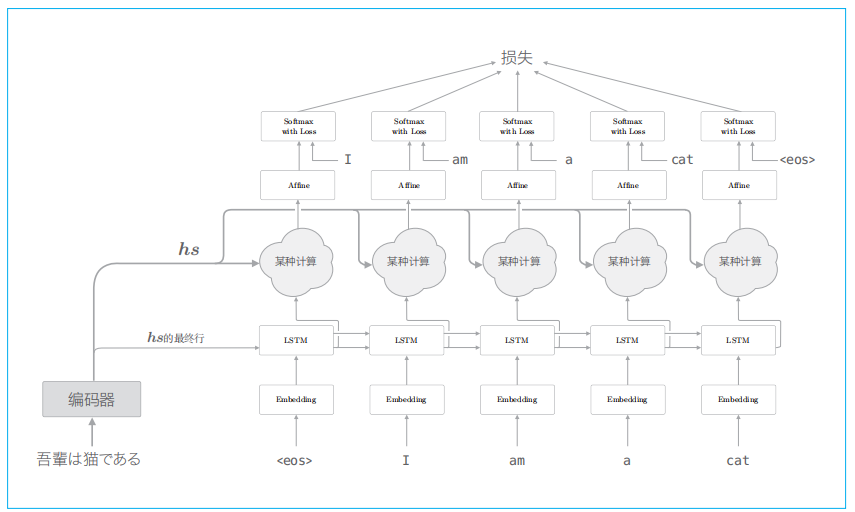 损失
Softmax with Loss
Softmax with Loss
Softmax with Loss
Softmax with Loss
Softmax with Loss
I
am
a
cat
<eos>
Affine
Affine
Affine
Affine
Affine
hs
某种计算
某种计算
某种计算
某种计算
某种计算
hs的最终行
LSTM
LSTM
LSTM
LSTM
LSTM
编码器
Embedding
Embedding
Embedding
Embedding
Embedding
吾輩は猫である
<eos>
I
am
a
cat